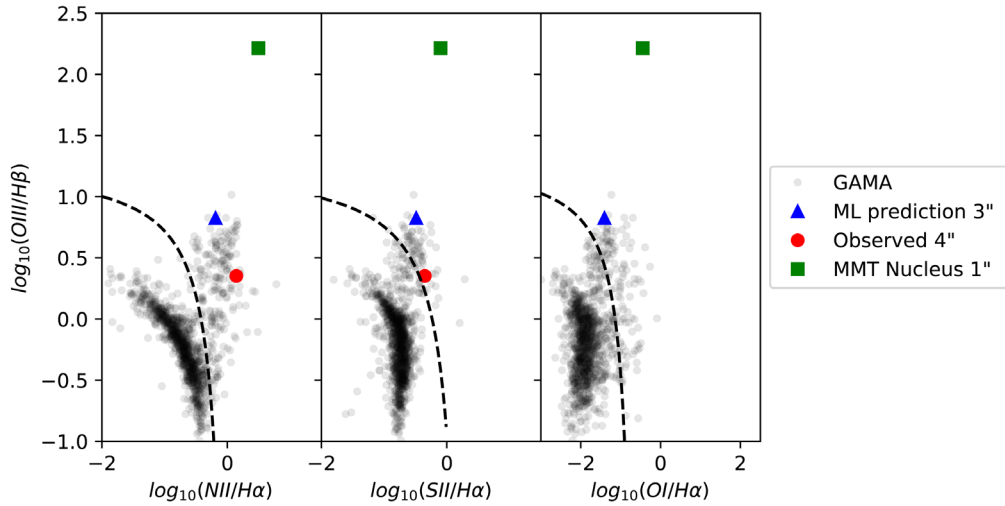 2.5
2.0
1.5
1.0
0.5
0.0
−0.5
−1.0
log10(OIII/Hβ)
−2 0
−2 0
−2 0 2
log10(NII/Hα)
log10(SII/Hα)
log10(OI/Hα)
GAMA
ML prediction 3"
Observed 4"
MMT Nucleus 1"